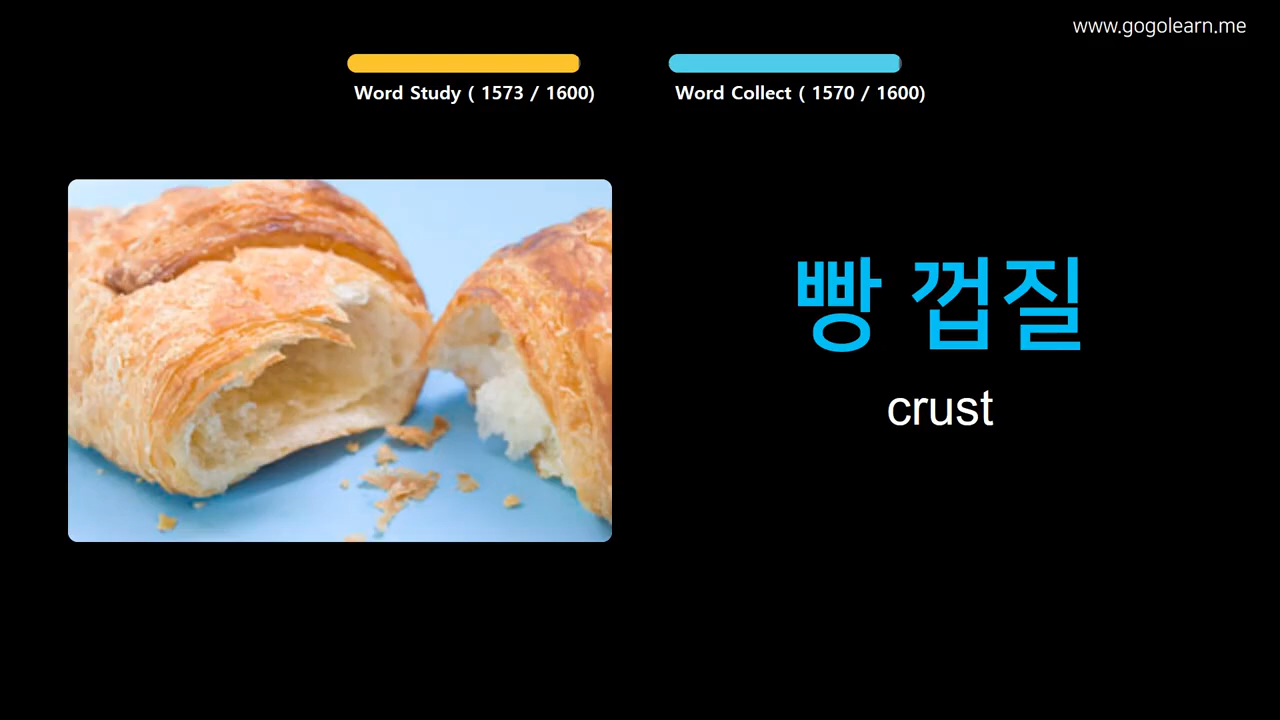 www.gogolearn.me
Word Study ( 1573 / 1600)
Word Collect ( 1570 / 1600)
빵 껍질
crust